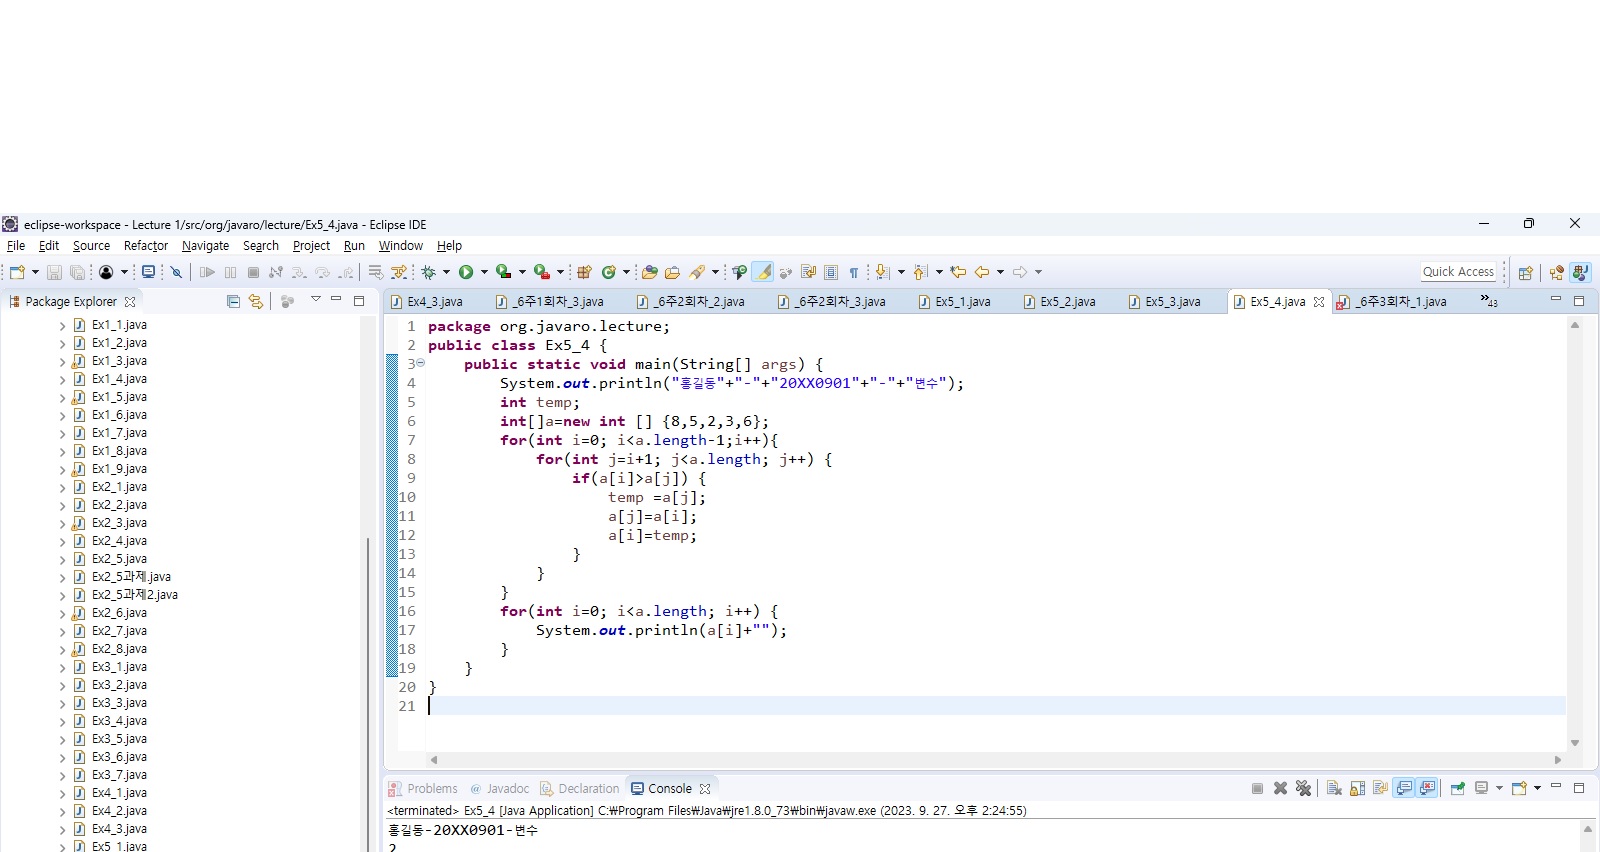 eclipse-workspace - Lecture 1/src/org/javaro/lecture/Ex5_4.java - Eclipse IDE
File Edit Source Refactor Navigate Search Project Run Window Help
Quick Access
Package Explorer
Ex1_1.java
Ex1_2.java
Ex1_3.java
Ex1_4.java
Ex1_5.java
Ex1_6.java
Ex1_7.java
Ex1_8.java
Ex1_9.java
Ex2_1.java
Ex2_2.java
Ex2_3.java
Ex2_4.java
Ex2_5.java
Ex2_5과제.java
Ex2_5과제2.java
Ex2_6.java
Ex2_7.java
Ex2_8.java
Ex3_1.java
Ex3_2.java
Ex3_3.java
Ex3_4.java
Ex3_5.java
Ex3_6.java
Ex3_7.java
Ex4_1.java
Ex4_2.java
Ex4_3.java
Ex5_1.java
Ex4_3.java _6주1회차_3.java _6주2회차_2.java _6주2회차_3.java Ex5_1.java Ex5_2.java Ex5_3.java Ex5_4.java _6주3회차_1.java »43
1 package org.javaro.lecture;
2 public class Ex5_4 {
3 public static void main(String[] args) {
4 System.out.println("홍길동"+"-"+"20XX0901"+"-"+"변수");
5 int temp;
6 int[]a=new int [] {8,5,2,3,6};
7 for(int i=0; i<a.length-1;i++){
8 for(int j=i+1; j<a.length; j++) {
9 if(a[i]>a[j]) {
10 temp =a[j];
11 a[j]=a[i];
12 a[i]=temp;
13 }
14 }
15 }
16 for(int i=0; i<a.length; i++) {
17 System.out.println(a[i]+"");
18 }
19 }
20 }
21
Problems @ Javadoc Declaration Console
<terminated> Ex5_4 [Java Application] C:₩Program Files₩Java₩jre1.8.0_73₩bin₩javaw.exe (2023. 9. 27. 오후 2:24:55)
홍길동-20XX0901-변수
2